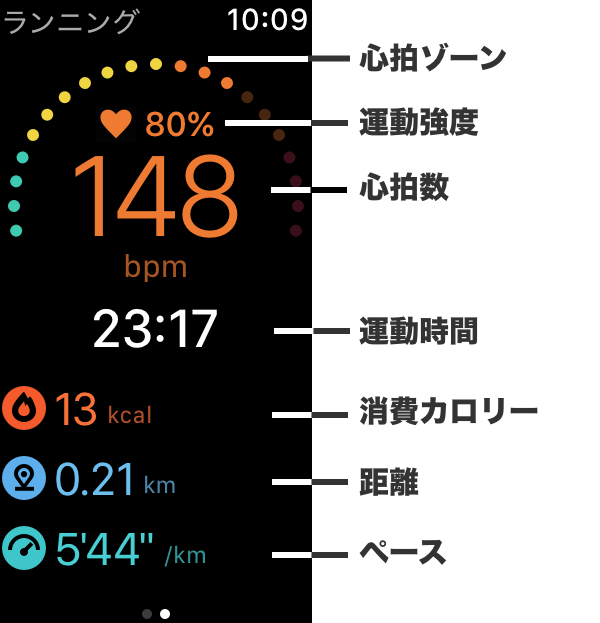 ランニング 10:09
心拍ゾーン
80% 運動強度
148 心拍数
bpm
23:17 運動時間
13 kcal 消費カロリー
0.21 km 距離
5'44" /km ペース